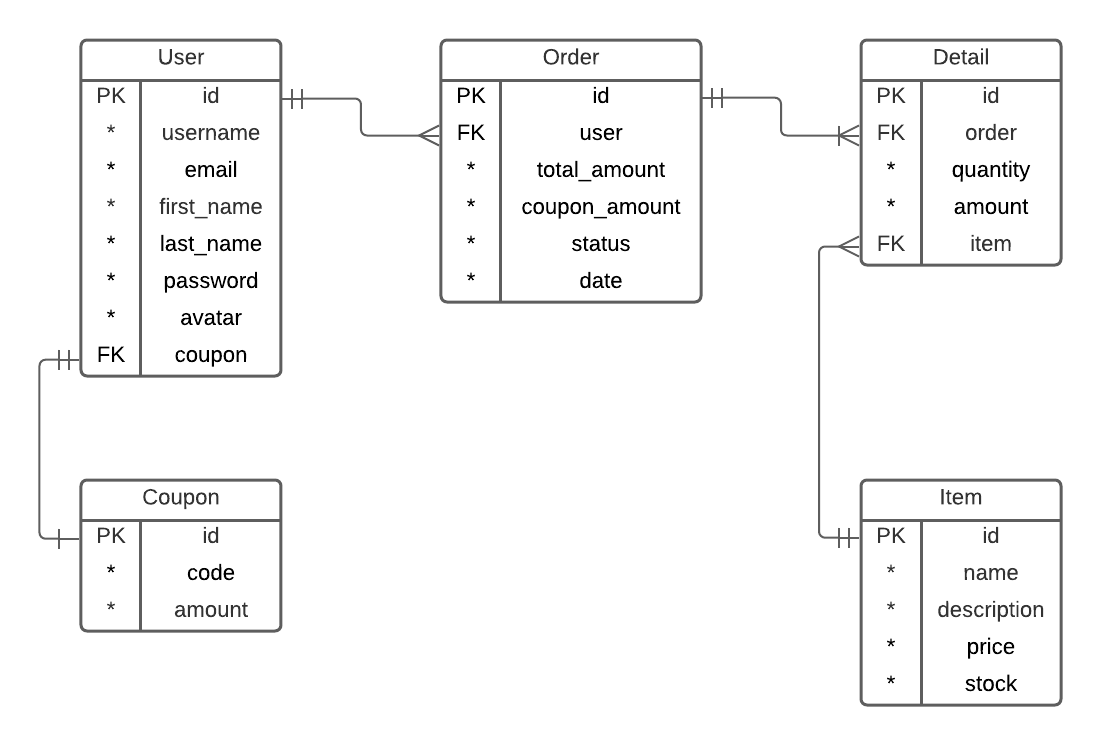 User
PK id
* username
* email
* first_name
* last_name
* password
* avatar
FK coupon
Order
PK id
FK user
* total_amount
* coupon_amount
* status
* date
Detail
PK id
FK order
* quantity
* amount
FK item
Coupon
PK id
* code
* amount
Item
PK id
* name
* description
* price
* stock